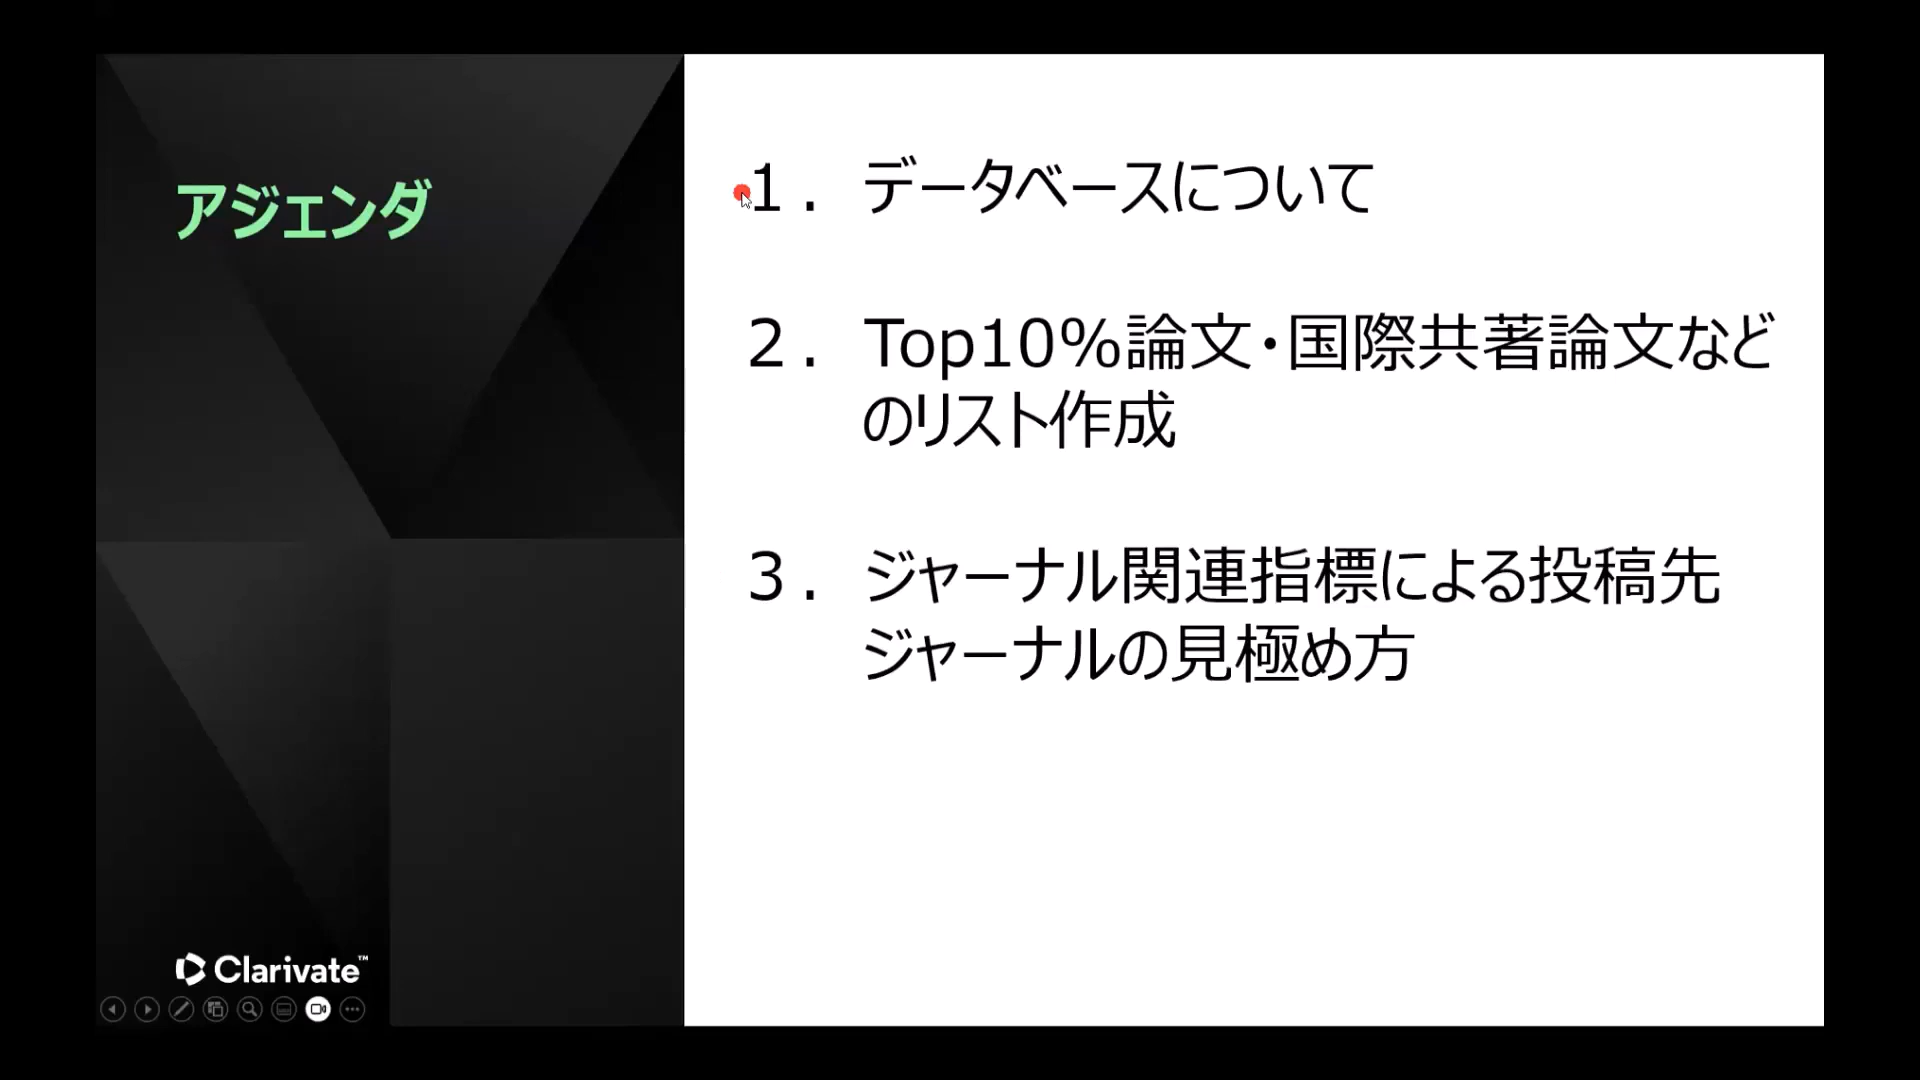 アジェンダ
1. データベースについて
2. Top10%論文・国際共著論文など
のリスト作成
3. ジャーナル関連指標による投稿先
ジャーナルの見極め方
Clarivate™